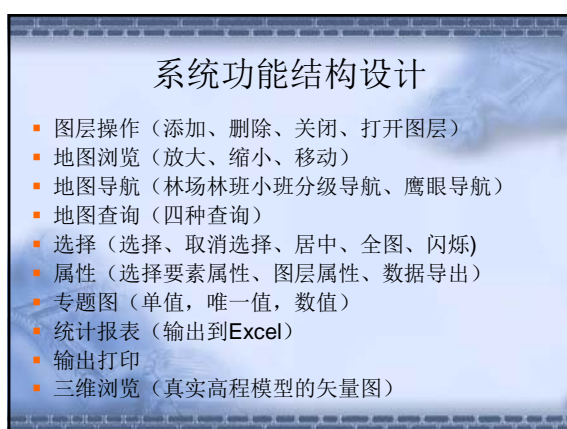 系统功能结构设计
图层操作（添加、删除、关闭、打开图层）
地图浏览（放大、缩小、移动）
地图导航（林场林班小班分级导航、鹰眼导航）
地图查询（四种查询）
选择（选择、取消选择、居中、全图、闪烁)
属性（选择要素属性、图层属性、数据导出）
专题图（单值，唯一值，数值）
统计报表（输出到Excel）
输出打印
三维浏览（真实高程模型的矢量图）